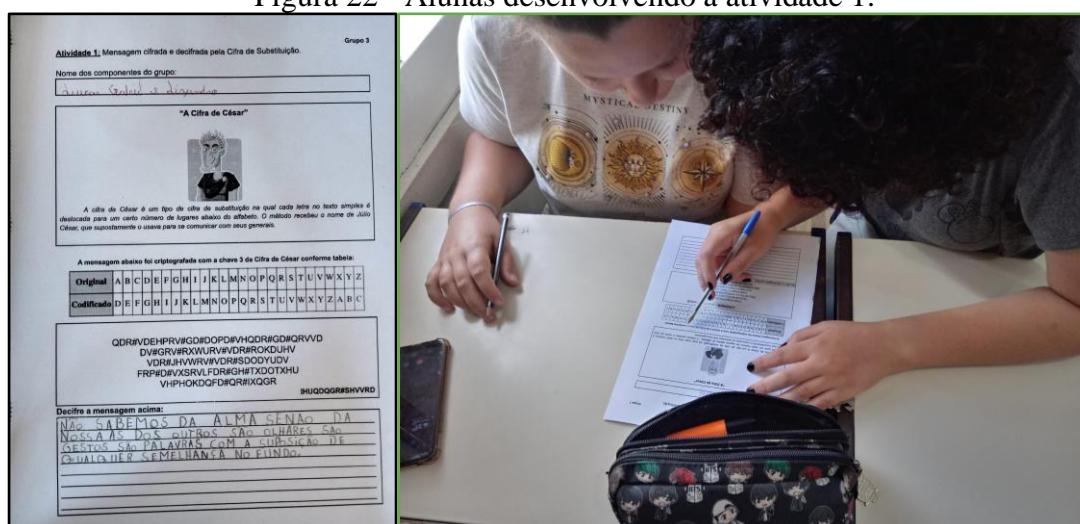 Figura 22 - Alunas desenvolvendo a atividade 1.
Grupo 3
Atividade 1: Mensagem cifrada e decifrada pela Cifra de Substituição.
Nome dos componentes do grupo:
Gabriel e
"A Cifra de César"
A cifra de César é um tipo de cifra de substituição na qual cada letra no texto simples é
deslocada para um certo número de lugares abaixo do alfabeto. O método recebeu o nome de Júlio
César, que supostamente o usava para se comunicar com seus generais.
A mensagem abaixo foi criptografada com a chave 3 de Cifra de César conforme tabela:
Original A B C D E F G H I J K L M N O P Q R S T U V W X Y Z
Codificado D E F G H I J K L M N O P Q R S T U V W X Y Z A B C
QDR#VDEHPRV#GD#DOPD#VHQDR#GD#QRVVD
DV#GRV#RXWURV#VDR#ROKDUHV
VDR#JHVWRV#VDR#SDODYUDV
FRP#D#VXSRVLFDR#GH#TXDOTXHU
VHPHOKDQFD#QR#IXQGR
IHUQDQGR#SHVVRD
Decifre a mensagem acima:
NÃO SABEMOS DA ALMA SENÃO DA
NOSSA AS DOS OUTROS SÃO OLHARES SÃO
GESTOS SÃO PALAVRAS COM A SUPOSIÇÃO DE
QUALQUER SEMELHANÇA NO FUNDO.
MYSTICAL DESTINY